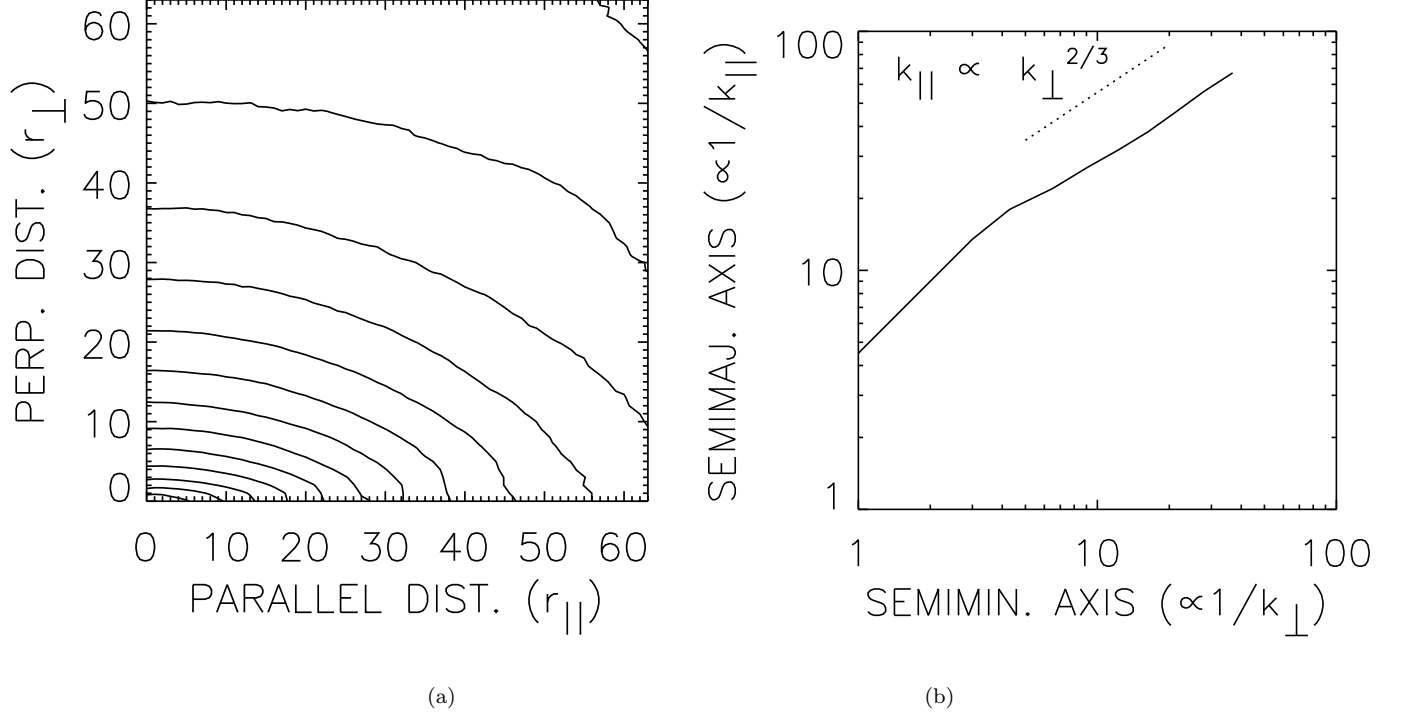 PERP. DIST. (r⊥)
60
50
40
30
20
10
0
0 10 20 30 40 50 60
PARALLEL DIST. (r||)
(a)
SEMIMAJ. AXIS (∝1/k||)
100
10
1
k|| ∝ k⊥^2/3
1 10 100
SEMIMIN. AXIS (∝1/k⊥)
(b)